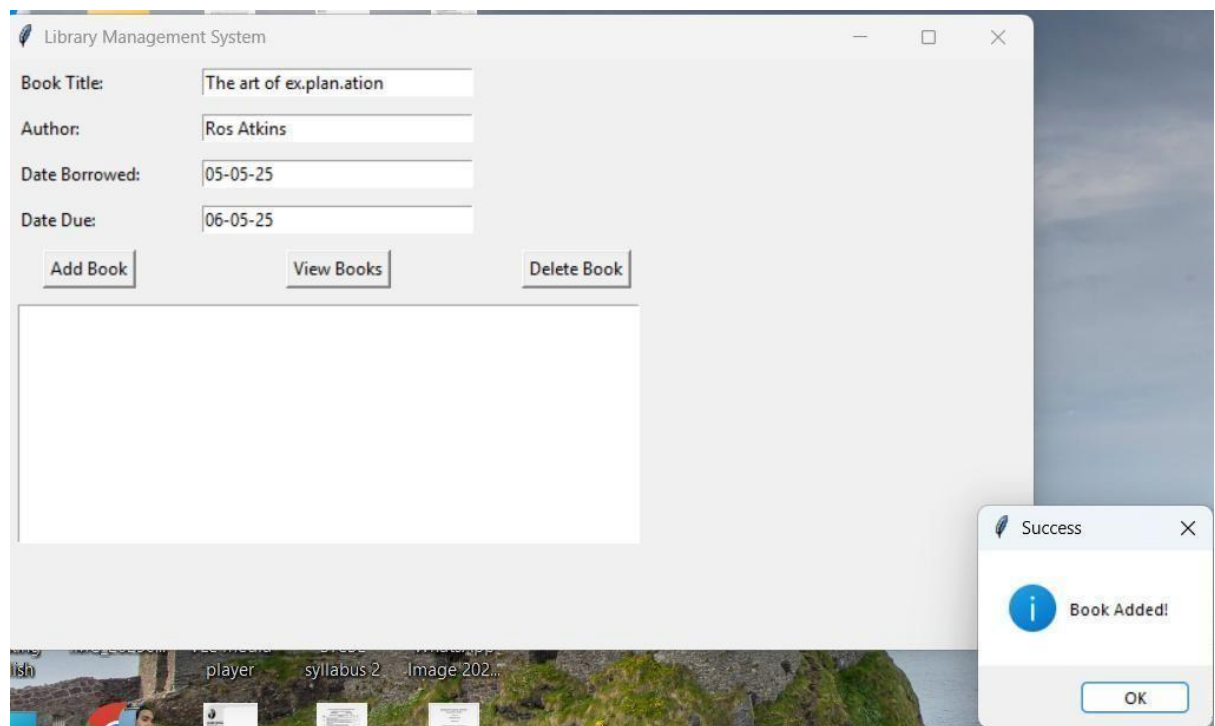 Library Management System
Book Title: The art of ex.plan.ation
Author: Ros Atkins
Date Borrowed: 05-05-25
Date Due: 06-05-25
Add Book View Books Delete Book
Success
Book Added!
OK
player syllabus 2 Image 202...